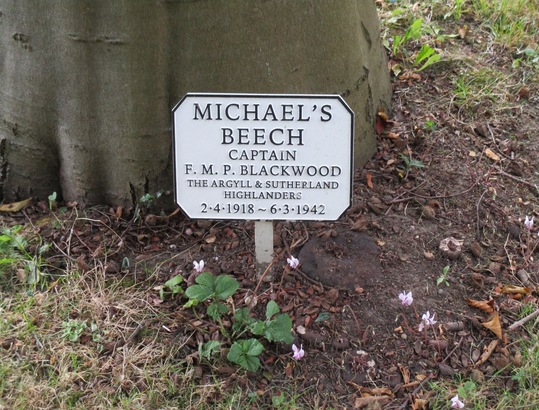 MICHAEL'S
BEECH
CAPTAIN
F. M. P. BLACKWOOD
THE ARGYLL & SUTHERLAND
HIGHLANDERS
2·4·1918 ~ 6·3·1942